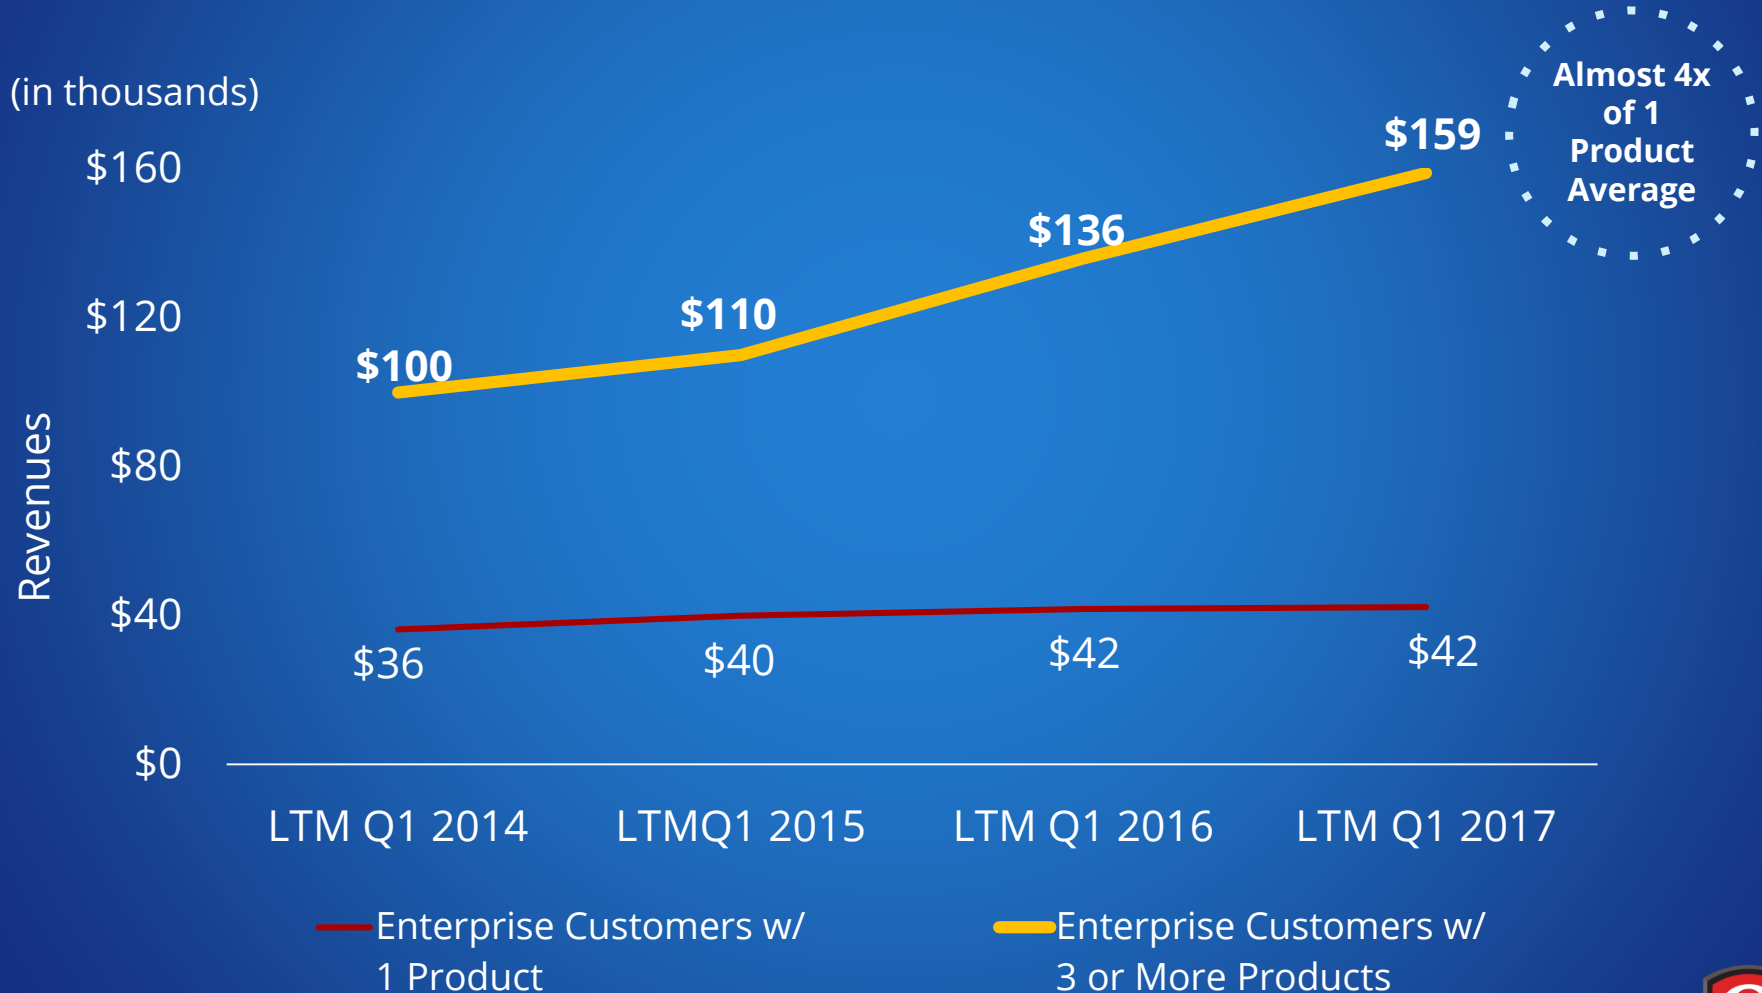 (in thousands)
Almost 4x
of 1
Product
Average
$160
$120
$80
$40
$0
Revenues
$100
$110
$136
$159
$36
$40
$42
$42
LTM Q1 2014
LTMQ1 2015
LTM Q1 2016
LTM Q1 2017
Enterprise Customers w/
1 Product
Enterprise Customers w/
3 or More Products